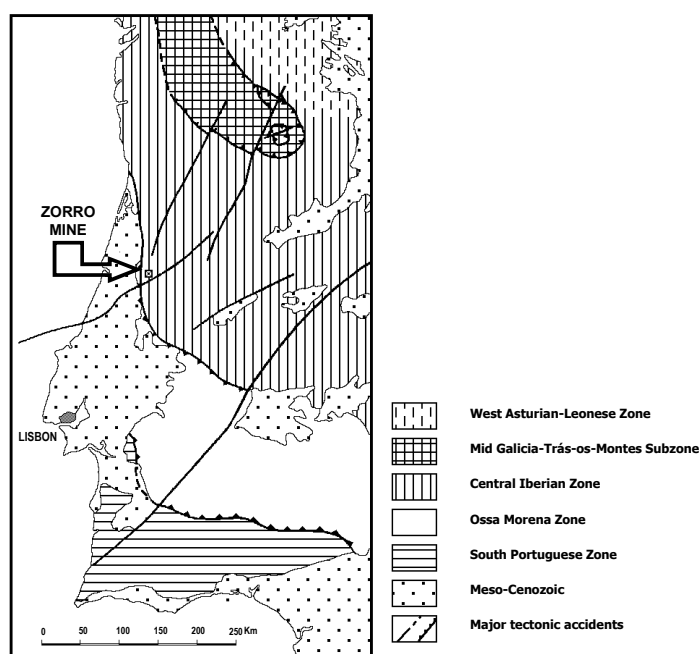 ZORRO
MINE
LISBON
0 50 100 150 200 250 Km
West Asturian-Leonese Zone
Mid Galicia-Trás-os-Montes Subzone
Central Iberian Zone
Ossa Morena Zone
South Portuguese Zone
Meso-Cenozoic
Major tectonic accidents